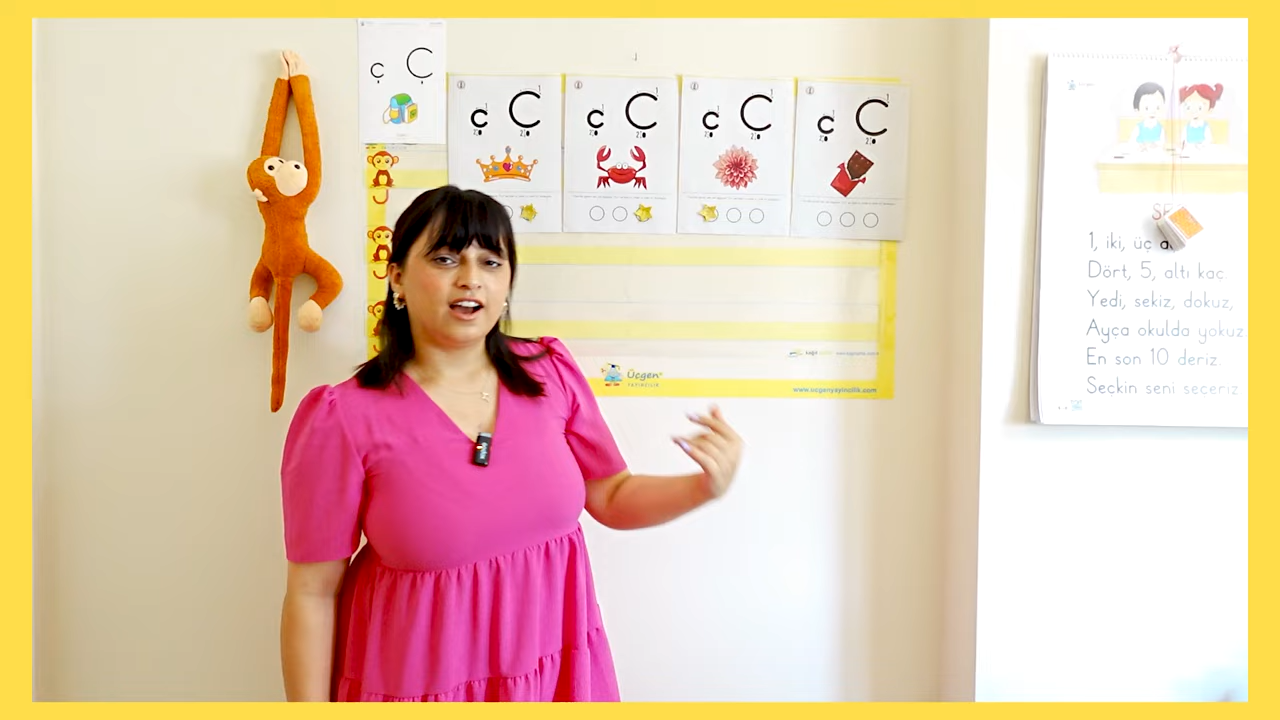 ç Ç
ç Ç
ç Ç
ç Ç
ç Ç
Üçgen
YAYINCILIK
www.ucgenyayincilik.com
1, iki, üç
Dört, 5, altı kaç.
Yedi, sekiz, dokuz,
Ayça okulda yokuz.
En son 10 deriz.
Seçkin seni seçeriz.